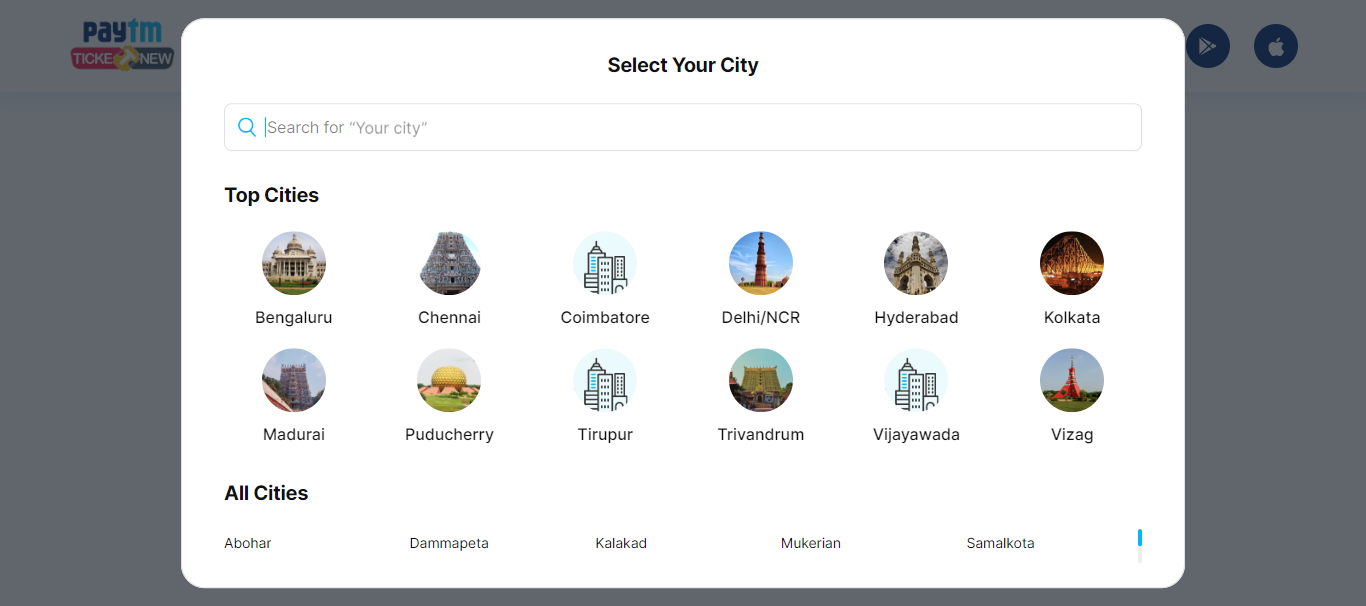 paytm
TICKETNEW
Select Your City
Search for “Your city”
Top Cities
Bengaluru
Chennai
Coimbatore
Delhi/NCR
Hyderabad
Kolkata
Madurai
Puducherry
Tirupur
Trivandrum
Vijayawada
Vizag
All Cities
Abohar
Dammapeta
Kalakad
Mukerian
Samalkota